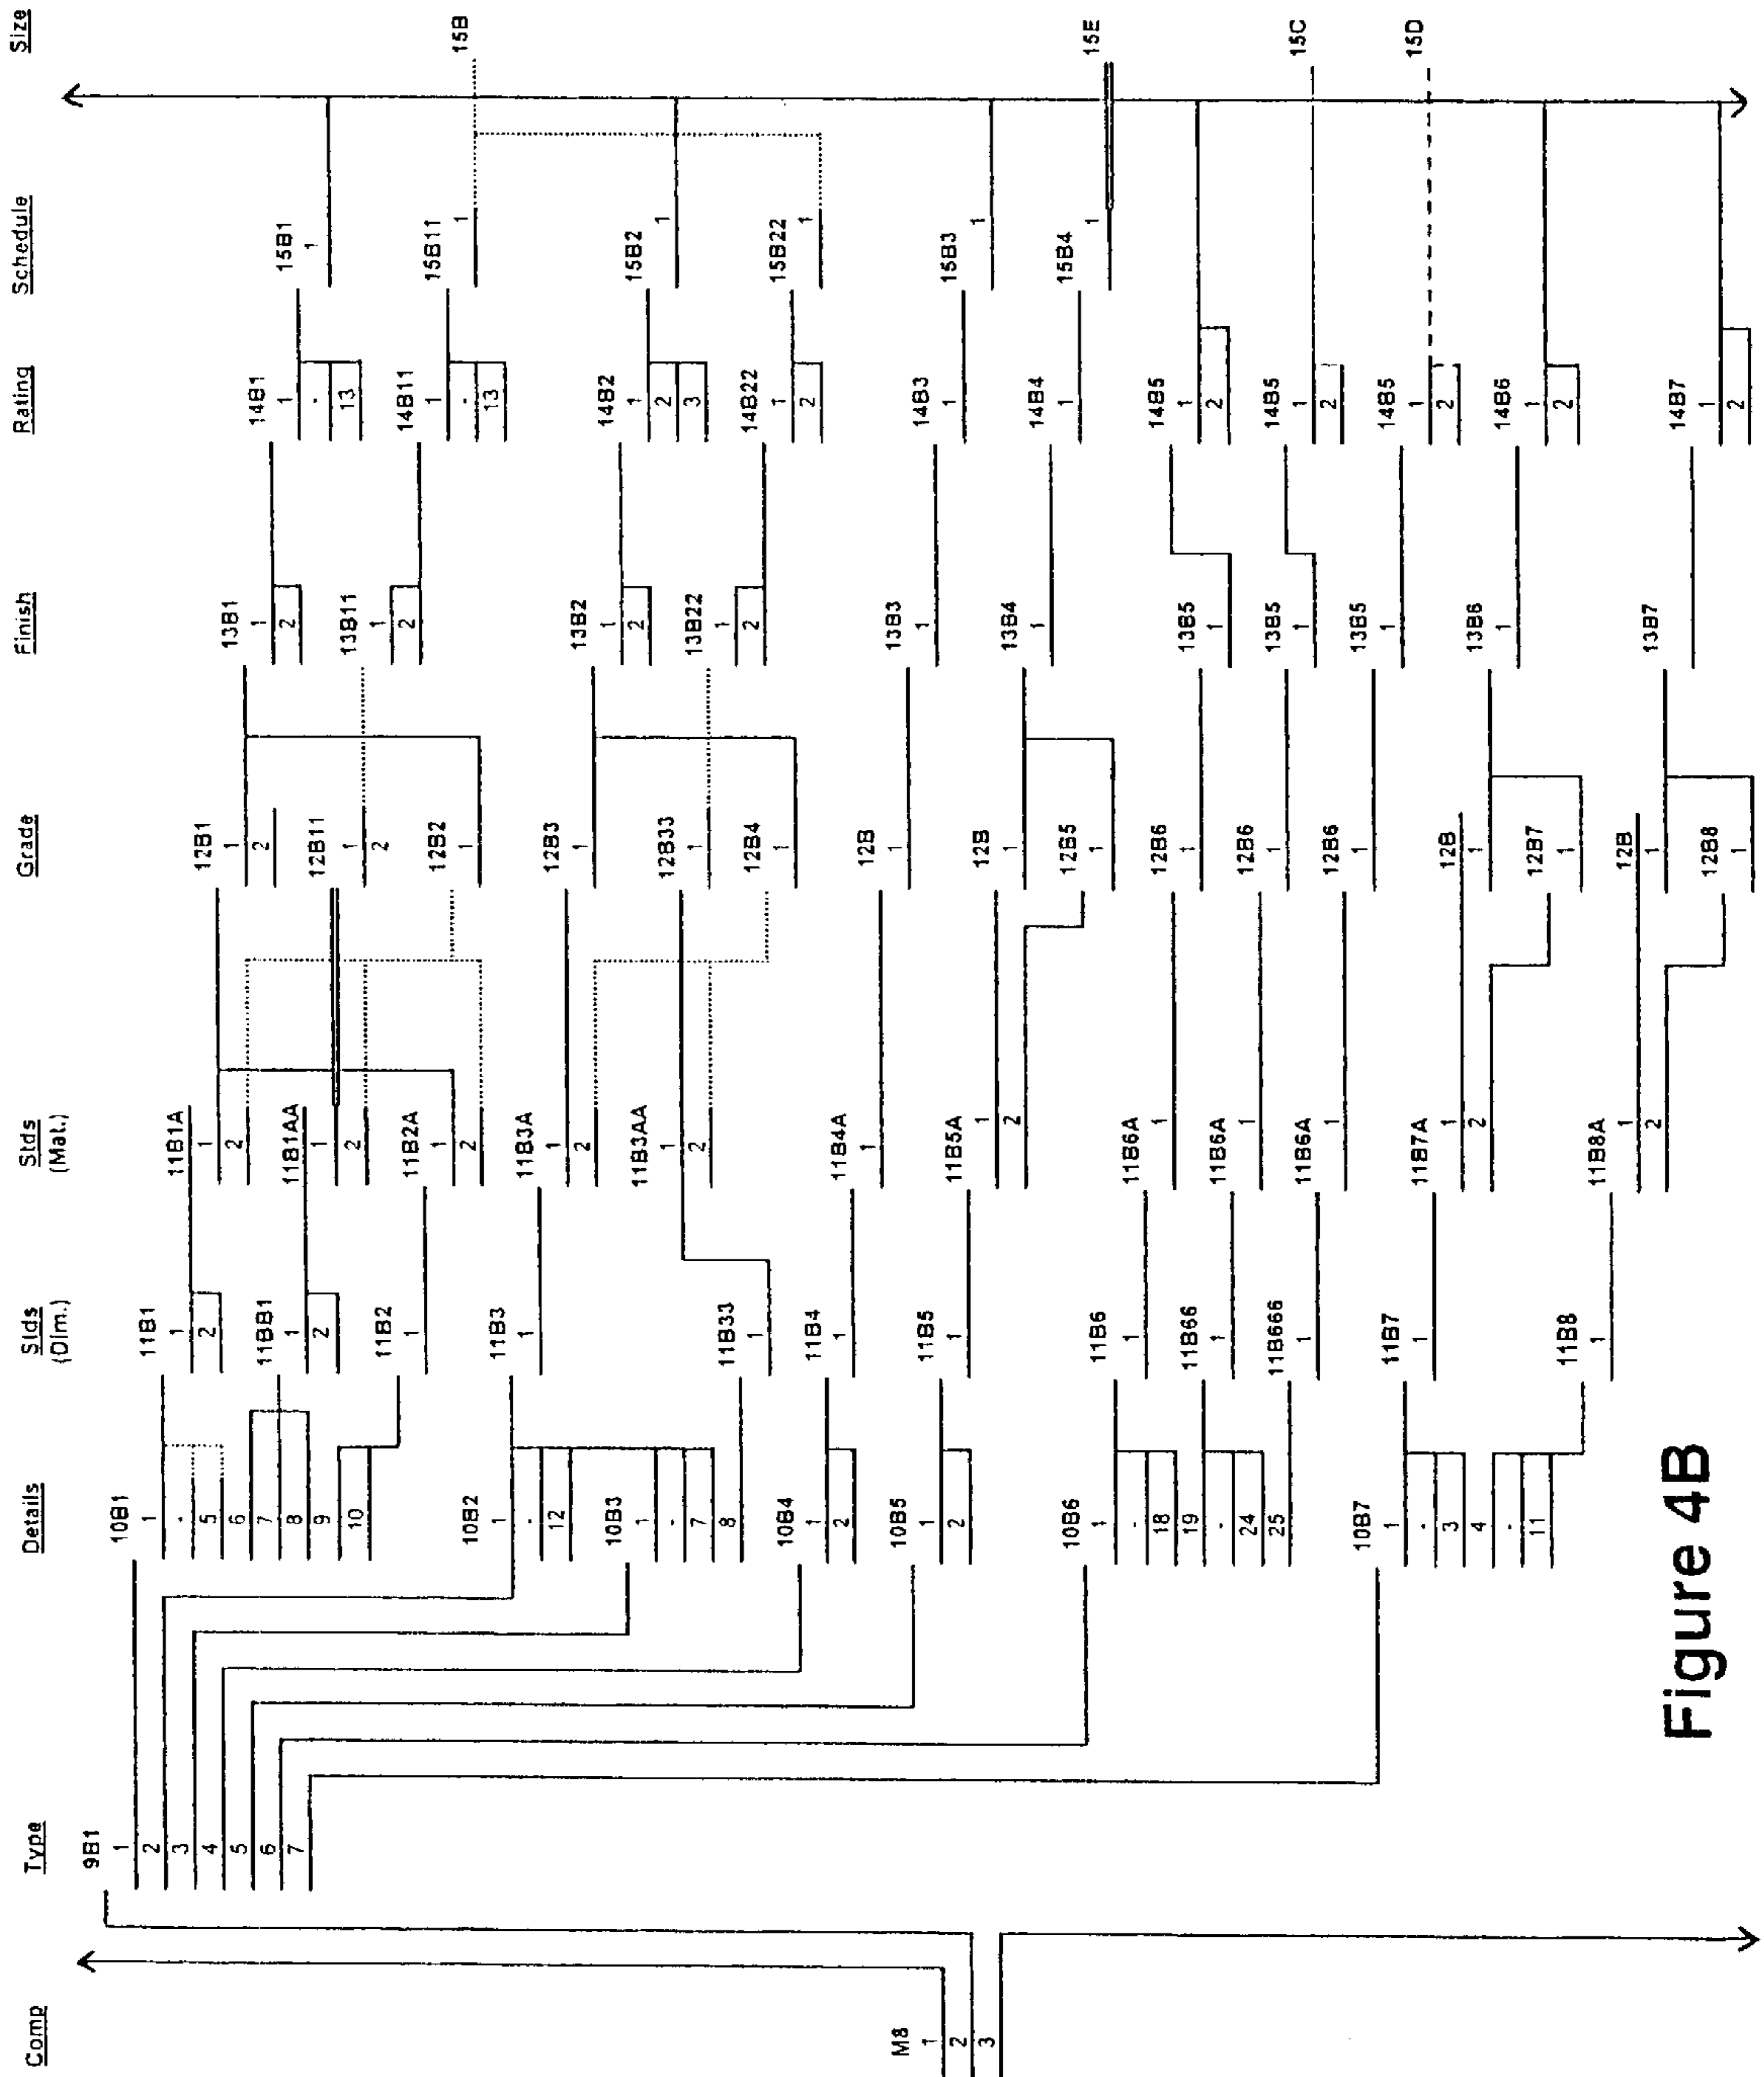 Comp
Type
Details
Stds
(Dim.)
Stds
(Mat.)
Grade
Finish
Rating
Schedule
Size
M8
1
2
3
9B1
1
2
3
4
5
6
7
10B1
1
.
5
6
7
8
9
10
10B2
1
.
12
10B3
1
.
7
8
10B4
1
2
10B5
1
2
10B6
1
.
18
19
.
24
25
10B7
1
.
3
4
.
11
11B1
1
2
11BB1
1
2
11B2
1
11B3
1
11B33
1
11B4
1
11B5
1
11B6
1
11B66
1
11B666
1
11B7
1
11B8
1
11B1A
1
2
11B1AA
1
2
11B2A
1
2
11B3A
1
2
11B3AA
1
2
11B4A
1
11B5A
1
2
11B6A
1
11B6A
1
11B6A
1
11B7A
1
2
11B8A
1
2
12B1
1
2
12B11
1
2
12B2
1
12B3
1
12B33
1
12B4
1
12B
1
12B
1
12B5
1
12B6
1
12B6
1
12B6
1
12B
1
12B7
1
12B
1
12B8
1
13B1
1
2
13B11
1
2
13B2
1
2
13B22
1
2
13B3
1
13B4
1
13B5
1
13B5
1
13B5
1
13B6
1
13B7
1
14B1
1
.
13
14B11
1
.
13
14B2
1
2
3
14B22
1
2
14B3
1
14B4
1
14B5
1
2
14B5
1
2
14B5
1
2
14B6
1
2
14B7
1
2
15B1
1
15B11
1
15B2
1
15B22
1
15B3
1
15B4
1
15B
15E
15C
15D
Figure 4B